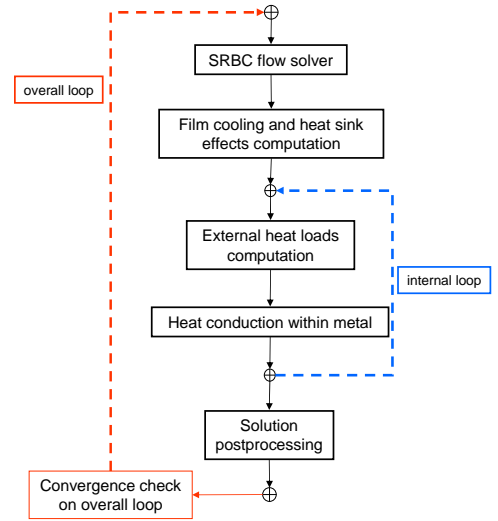 SRBC flow solver
overall loop
Film cooling and heat sink
effects computation
External heat loads
computation
internal loop
Heat conduction within metal
Solution
postprocessing
Convergence check
on overall loop